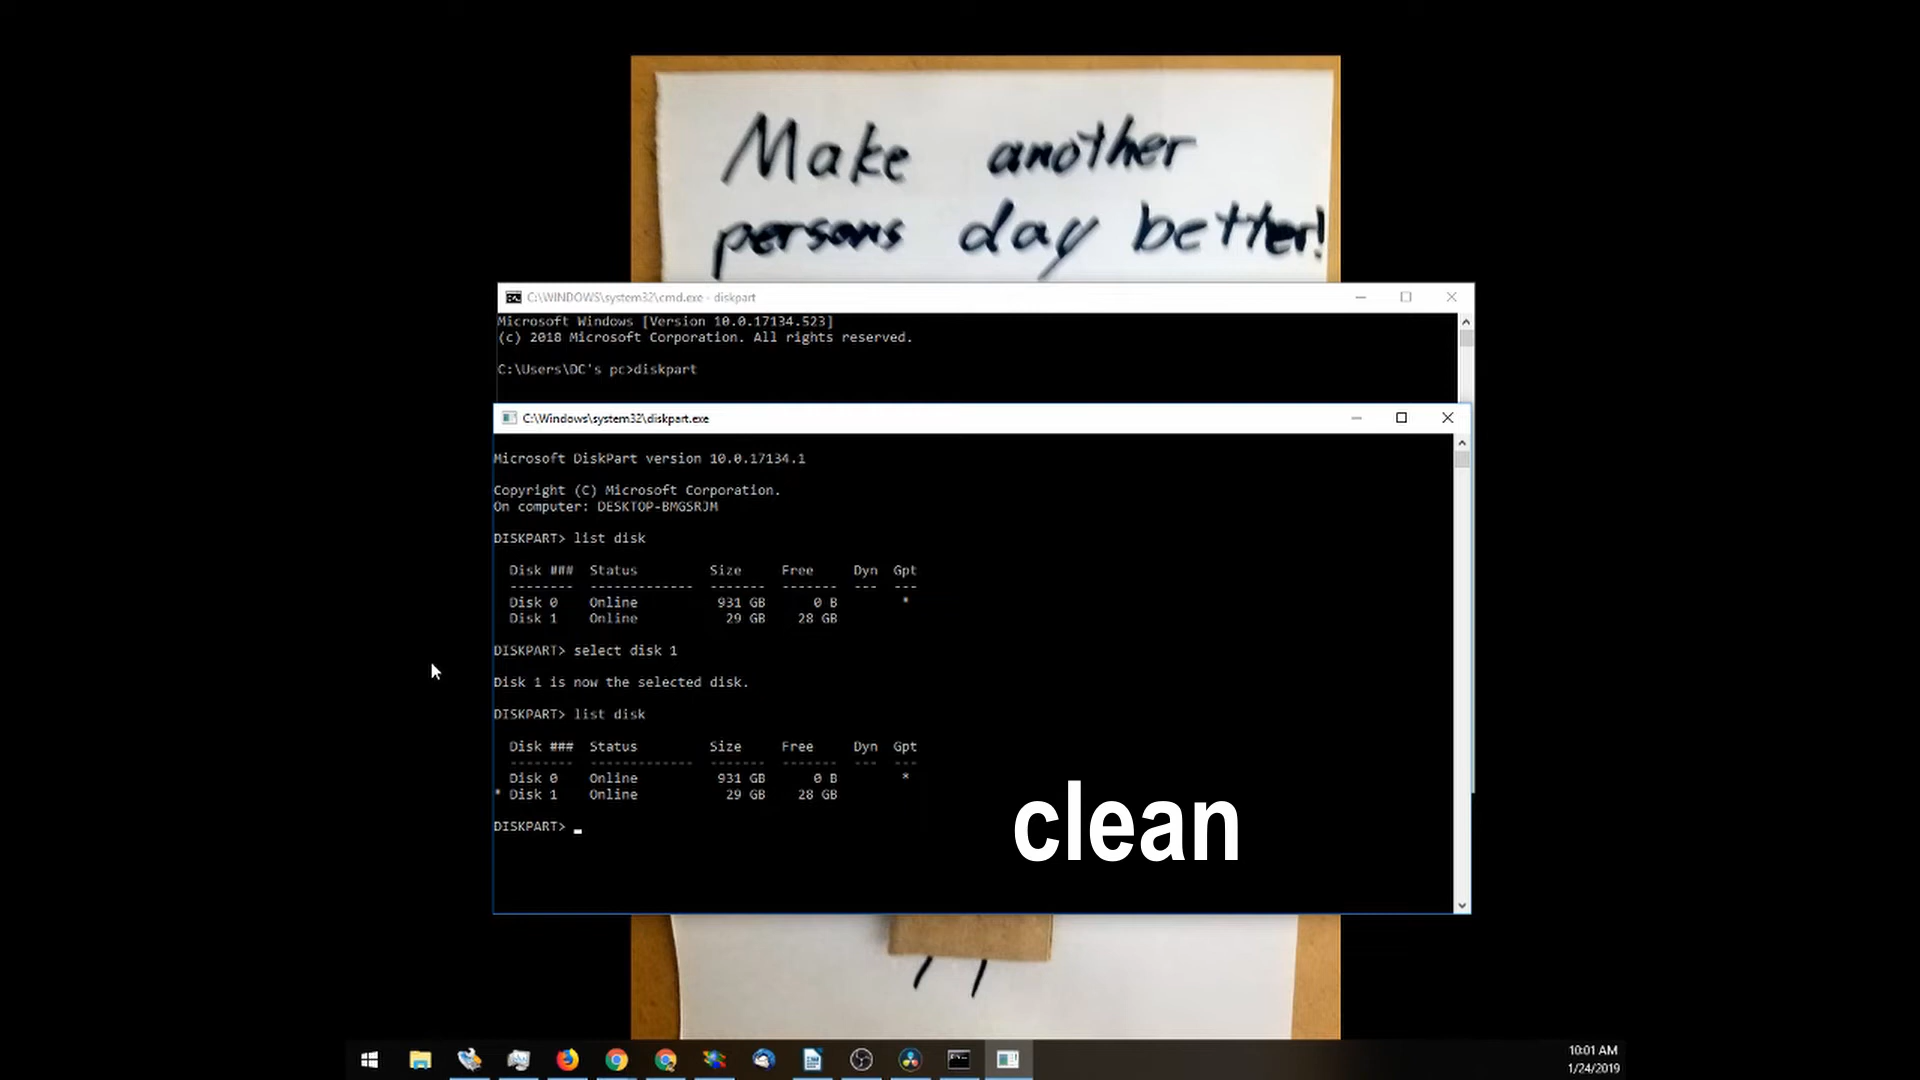 Make another
persons day better!
C:\WINDOWS\system32\cmd.exe - diskpart
Microsoft Windows [Version 10.0.17134.523]
(c) 2018 Microsoft Corporation. All rights reserved.
C:\Users\DC's pc>diskpart
C:\Windows\system32\diskpart.exe
Microsoft DiskPart version 10.0.17134.1
Copyright (C) Microsoft Corporation.
On computer: DESKTOP-BMGSRJM
DISKPART> list disk
Disk ### Status Size Free Dyn Gpt
-------- ------------- ------- ------- --- ---
Disk 0 Online 931 GB 0 B *
Disk 1 Online 29 GB 28 GB
DISKPART> select disk 1
Disk 1 is now the selected disk.
DISKPART> list disk
Disk ### Status Size Free Dyn Gpt
-------- ------------- ------- ------- --- ---
Disk 0 Online 931 GB 0 B *
* Disk 1 Online 29 GB 28 GB
DISKPART> _
clean
10:01 AM
1/24/2019